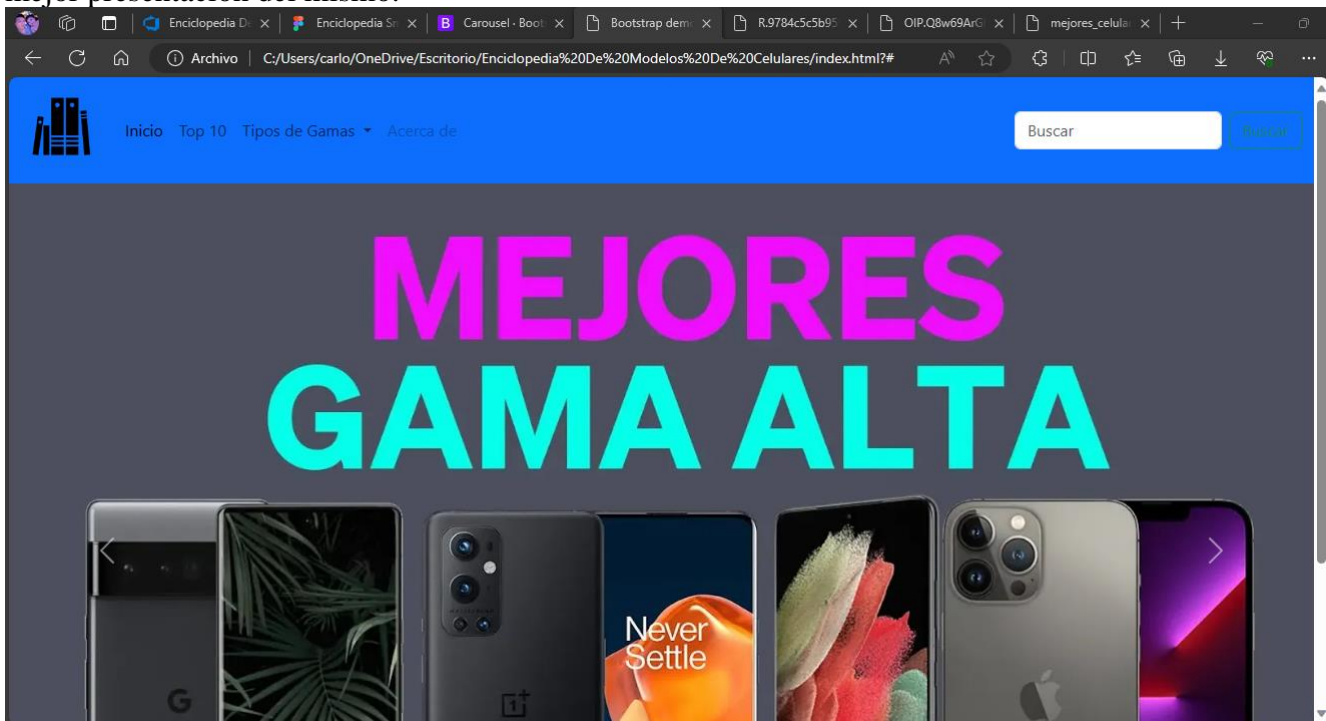 mejor presentación del mismo.
Enciclopedia De
Enciclopedia Sm
Carousel · Boot
Bootstrap dem
R.9784c5c5b95
OIP.Q8w69ArG
mejores_celula
Archivo
C:/Users/carlo/OneDrive/Escritorio/Enciclopedia%20De%20Modelos%20De%20Celulares/index.html?#
Inicio Top 10 Tipos de Gamas Acerca de
Buscar
Buscar
MEJORES
GAMA ALTA
Never
Settle
G
1+